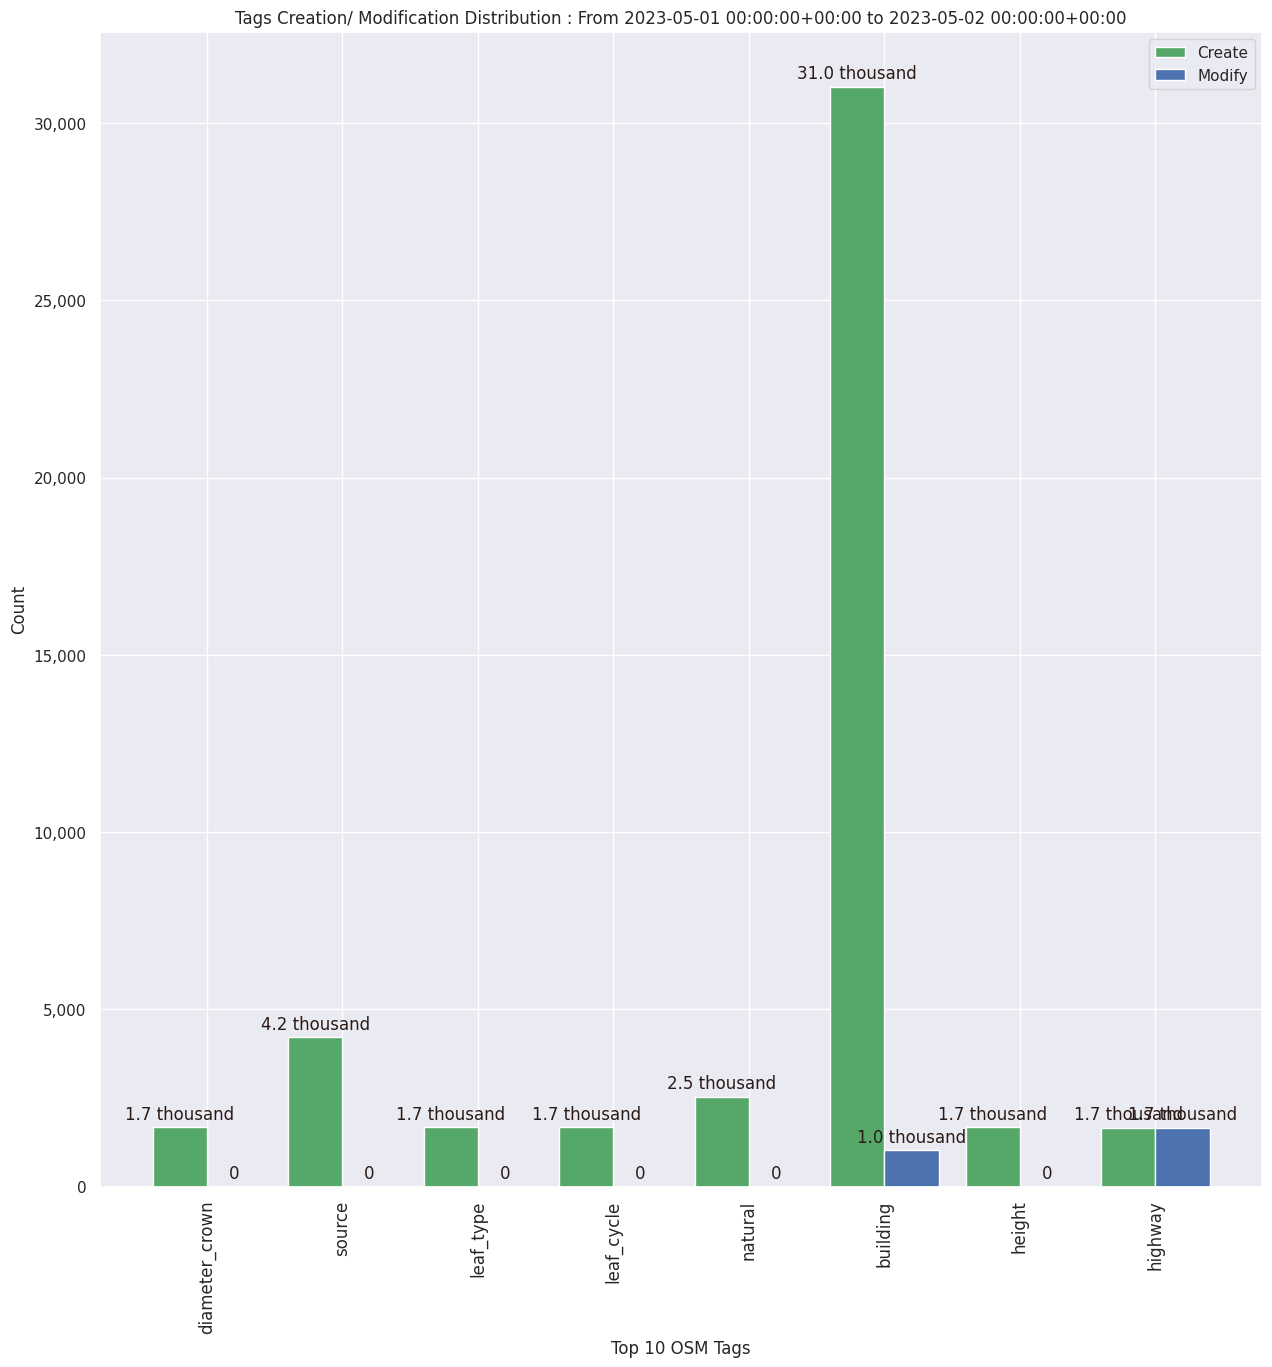 Tags Creation/ Modification Distribution : From 2023-05-01 00:00:00+00:00 to 2023-05-02 00:00:00+00:00
Create
Modify
31.0 thousand
30,000
25,000
20,000
15,000
10,000
5,000
0
Count
4.2 thousand
2.5 thousand
1.7 thousand
1.7 thousand
1.7 thousand
1.7 thousand
1.7 thousand
1.7 thousand
1.0 thousand
0
0
0
0
0
0
diameter_crown
source
leaf_type
leaf_cycle
natural
building
height
highway
Top 10 OSM Tags